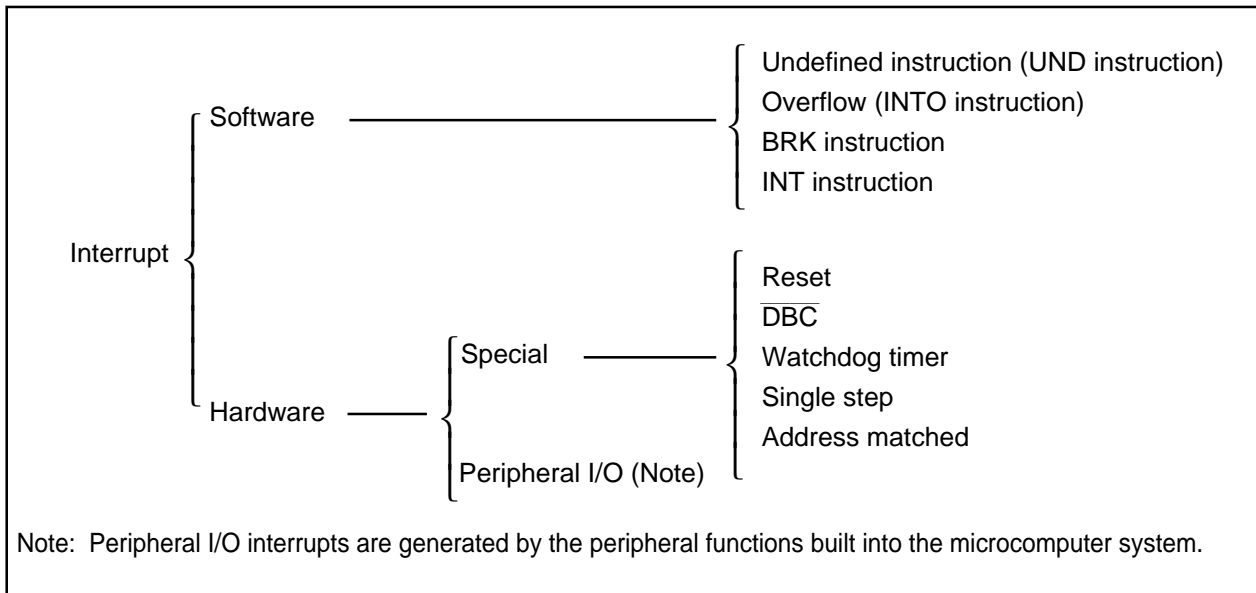 Undefined instruction (UND instruction)
Overflow (INTO instruction)
BRK instruction
INT instruction
Software
Interrupt
Hardware
Special
Peripheral I/O (Note)
Reset
D̅B̅C̅
Watchdog timer
Single step
Address matched
Note: Peripheral I/O interrupts are generated by the peripheral functions built into the microcomputer system.